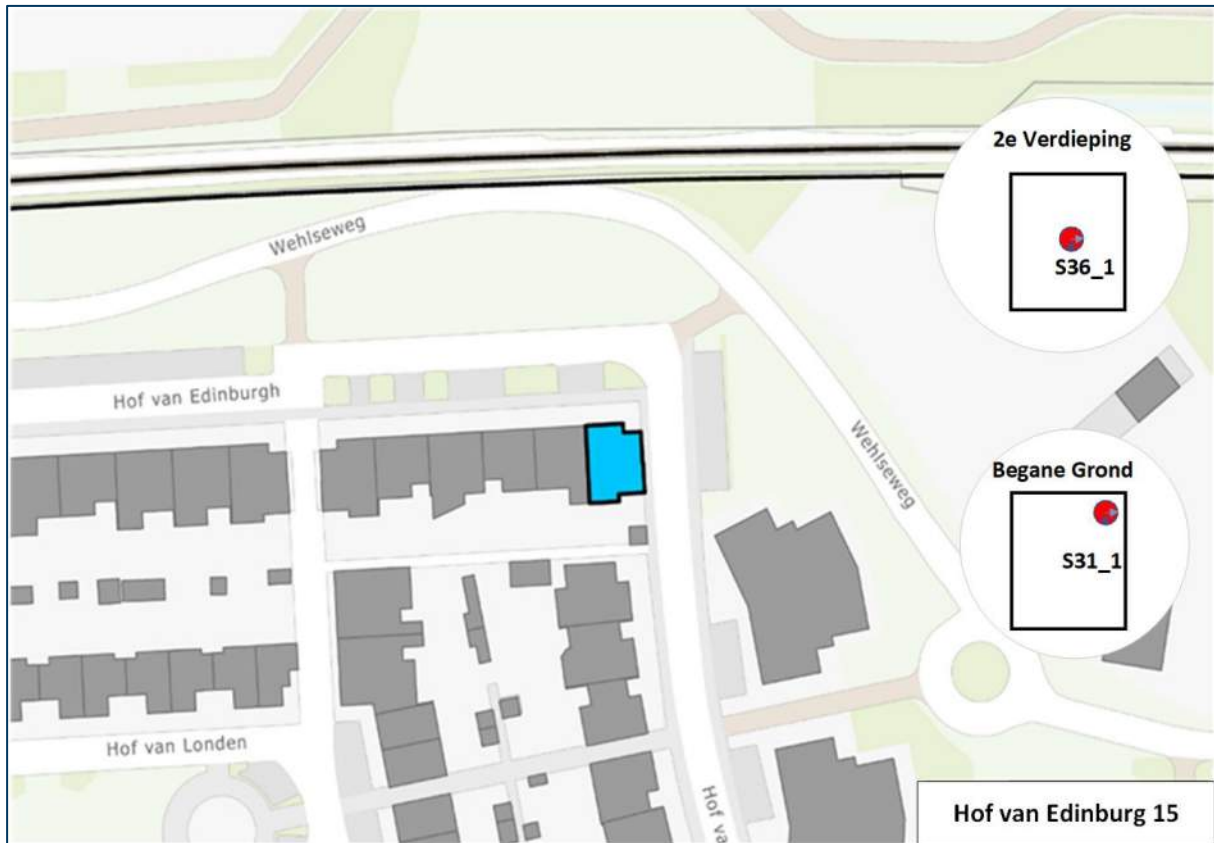 2e Verdieping
S36_1
Wehlseweg
Hof van Edinburgh
Wehlseweg
Begane Grond
S31_1
Hof van Londen
Hof va
Hof van Edinburg 15